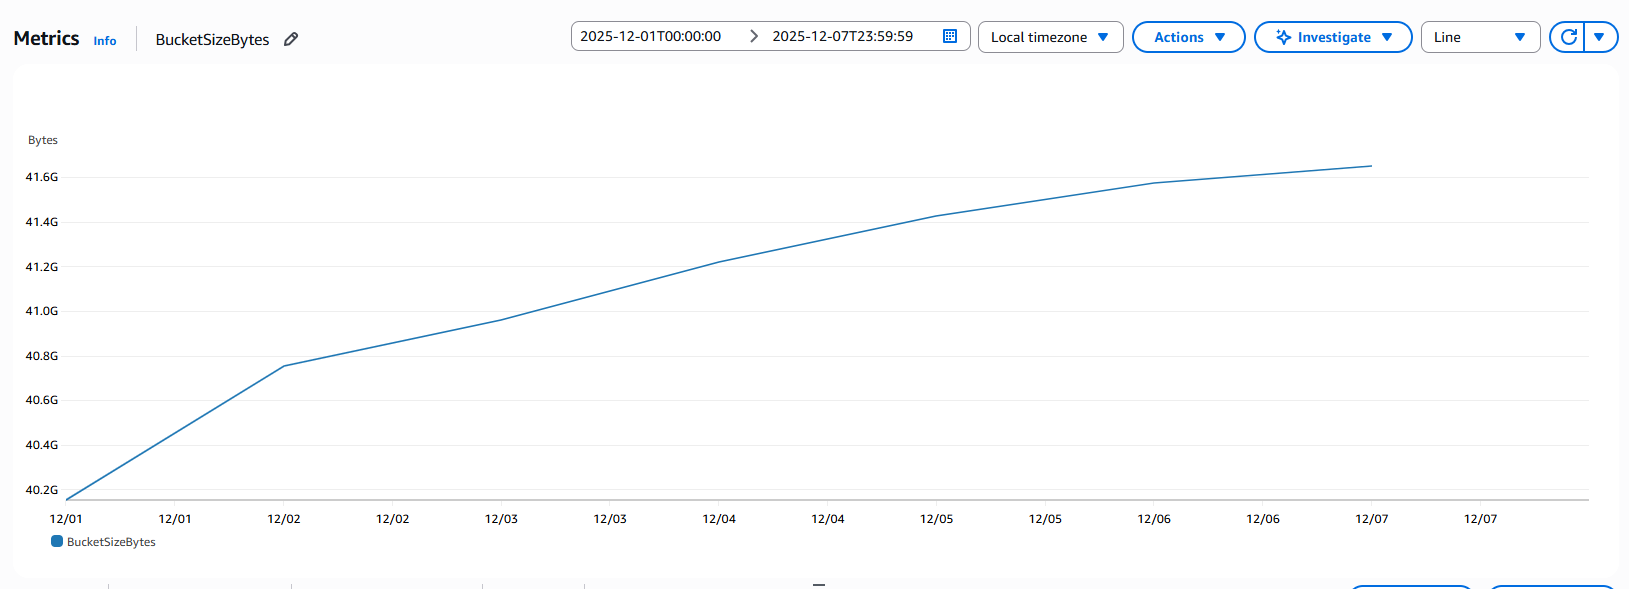 Metrics Info BucketSizeBytes 2025-12-01T00:00:00 2025-12-07T23:59:59 Local timezone Actions Investigate Line
Bytes
41.6G
41.4G
41.2G
41.0G
40.8G
40.6G
40.4G
40.2G
12/01 12/01 12/02 12/02 12/03 12/03 12/04 12/04 12/05 12/05 12/06 12/06 12/07 12/07
BucketSizeBytes